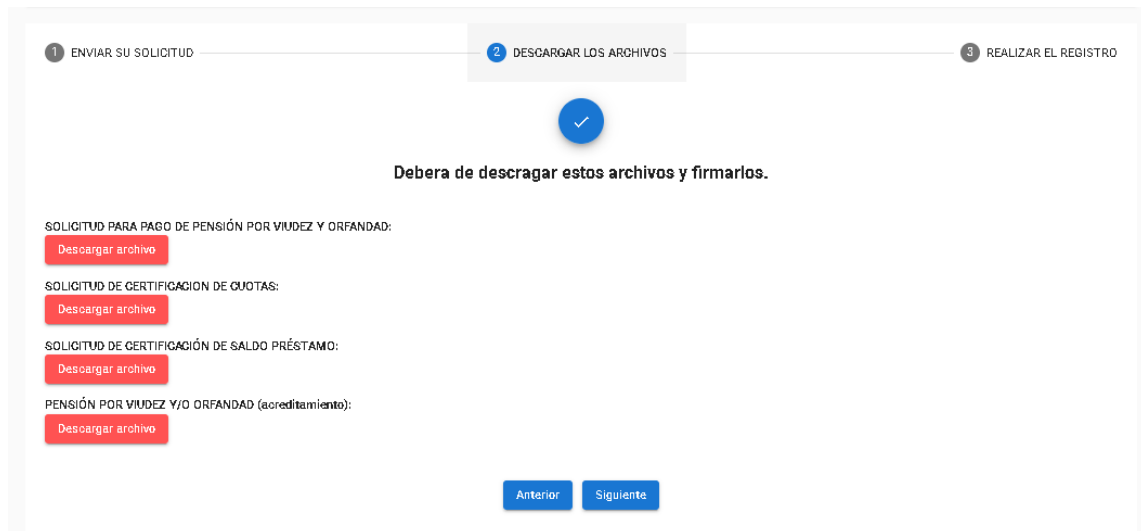 1 ENVIAR SU SOLICITUD
2 DESCARGAR LOS ARCHIVOS
3 REALIZAR EL REGISTRO
Debera de descragar estos archivos y firmarlos.
SOLICITUD PARA PAGO DE PENSIÓN POR VIUDEZ Y ORFANDAD:
Descargar archivo
SOLICITUD DE CERTIFICACION DE CUOTAS:
Descargar archivo
SOLICITUD DE CERTIFICACIÓN DE SALDO PRÉSTAMO:
Descargar archivo
PENSIÓN POR VIUDEZ Y/O ORFANDAD (acreditamiento):
Descargar archivo
Anterior
Siguiente